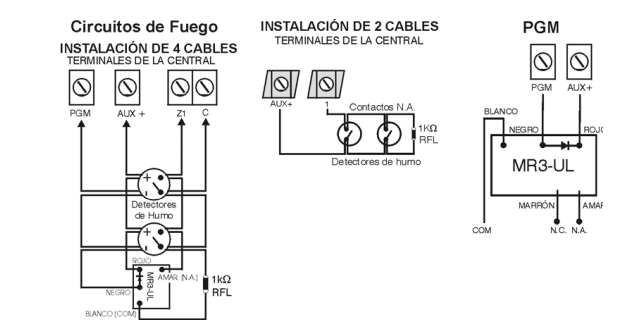 Circuitos de Fuego
INSTALACIÓN DE 4 CABLES
TERMINALES DE LA CENTRAL
PGM
AUX +
Z1
C
+
-
Detectores
de Humo
+
-
ROJO
AMAR. [N.A.]
MR3-UL
NEGRO
BLANCO [COM]
1kΩ
RFL
INSTALACIÓN DE 2 CABLES
TERMINALES DE LA CENTRAL
AUX+
1
Contactos N.A.
1KΩ
RFL
Detectores de humo
PGM
PGM
AUX+
BLANCO
NEGRO
ROJO
MR3-UL
MARRÓN
AMAR
COM
N.C.
N.A.